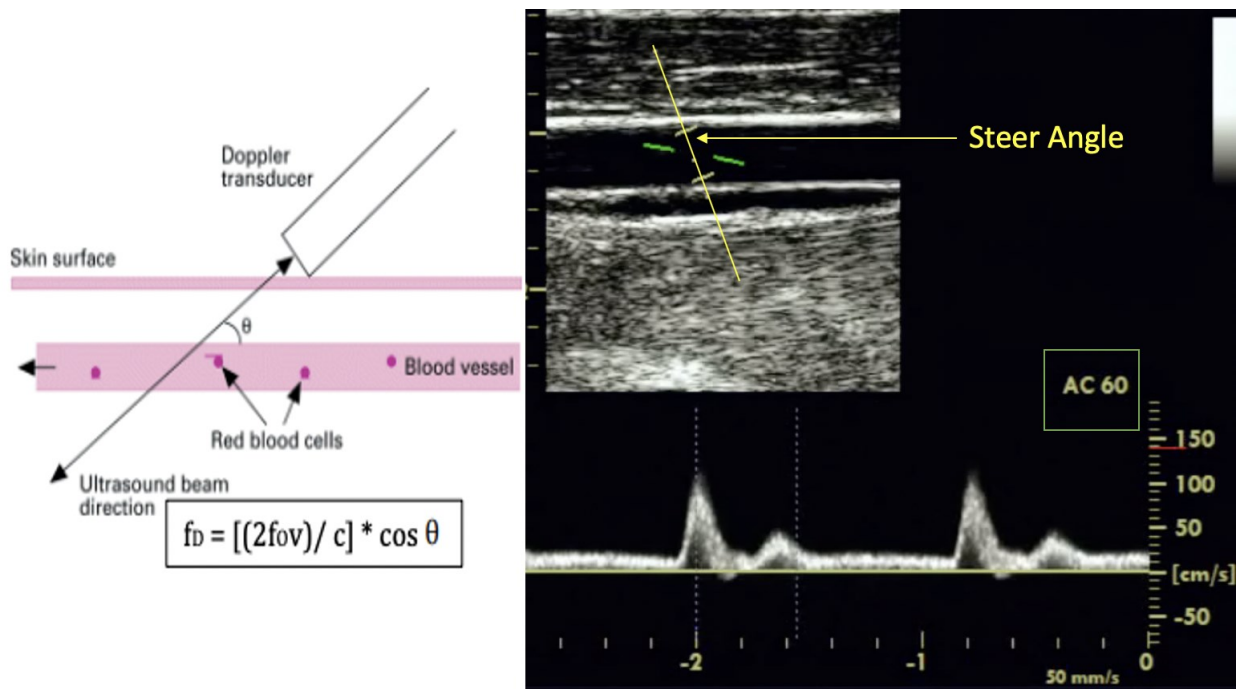 Doppler
transducer
Skin surface
θ
Blood vessel
Red blood cells
Ultrasound beam
direction
fD = [(2fov)/ c] * cos θ
Steer Angle
AC 60
150
100
50
[cm/s]
-50
-2
-1
0
50 mm/s